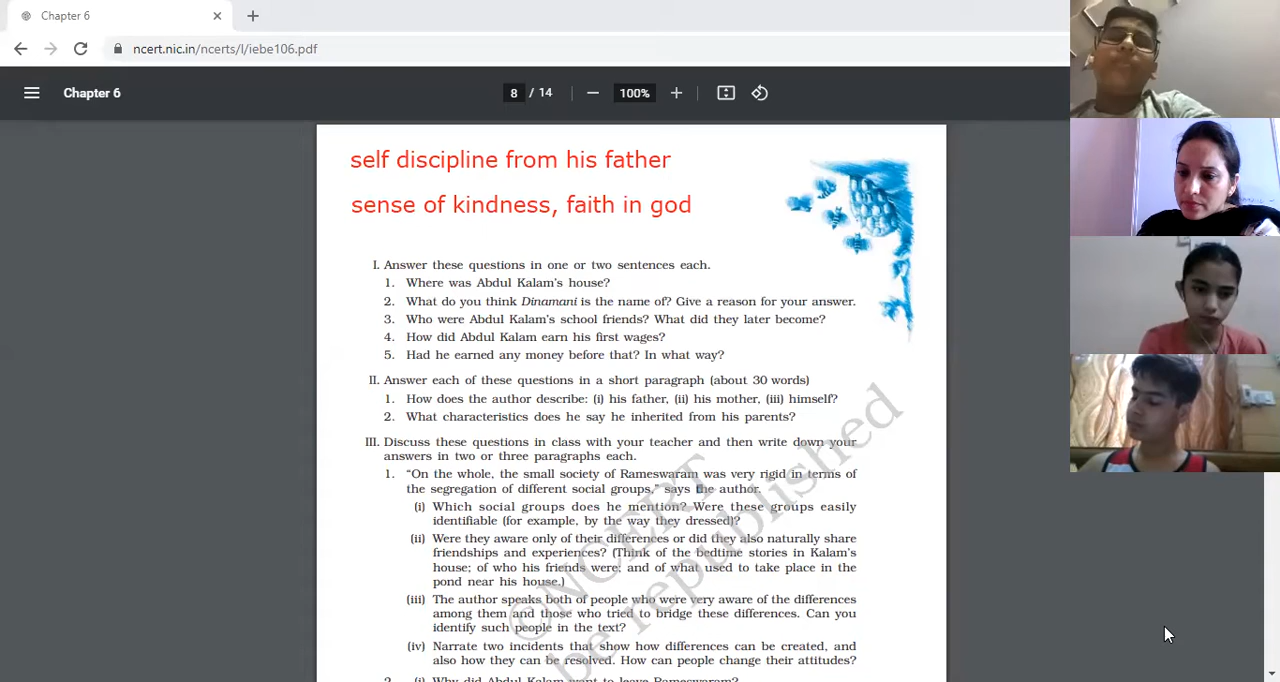 Chapter 6
ncert.nic.in/ncerts/l/iebe106.pdf
Chapter 6
8 / 14
100%
self discipline from his father
sense of kindness, faith in god
I. Answer these questions in one or two sentences each.
1. Where was Abdul Kalam's house?
2. What do you think Dinamani is the name of? Give a reason for your answer.
3. Who were Abdul Kalam's school friends? What did they later become?
4. How did Abdul Kalam earn his first wages?
5. Had he earned any money before that? In what way?
II. Answer each of these questions in a short paragraph (about 30 words)
1. How does the author describe: (i) his father, (ii) his mother, (iii) himself?
2. What characteristics does he say he inherited from his parents?
III. Discuss these questions in class with your teacher and then write down your
answers in two or three paragraphs each.
1. “On the whole, the small society of Rameswaram was very rigid in terms of
the segregation of different social groups,” says the author.
(i) Which social groups does he mention? Were these groups easily
identifiable (for example, by the way they dressed)?
(ii) Were they aware only of their differences or did they also naturally share
friendships and experiences? (Think of the bedtime stories in Kalam's
house; of who his friends were; and of what used to take place in the
pond near his house.)
(iii) The author speaks both of people who were very aware of the differences
among them and those who tried to bridge these differences. Can you
identify such people in the text?
(iv) Narrate two incidents that show how differences can be created, and
also how they can be resolved. How can people change their attitudes?
2. (i) Why did Abdul Kalam want to leave Rameswaram?
©NCERT
be republished